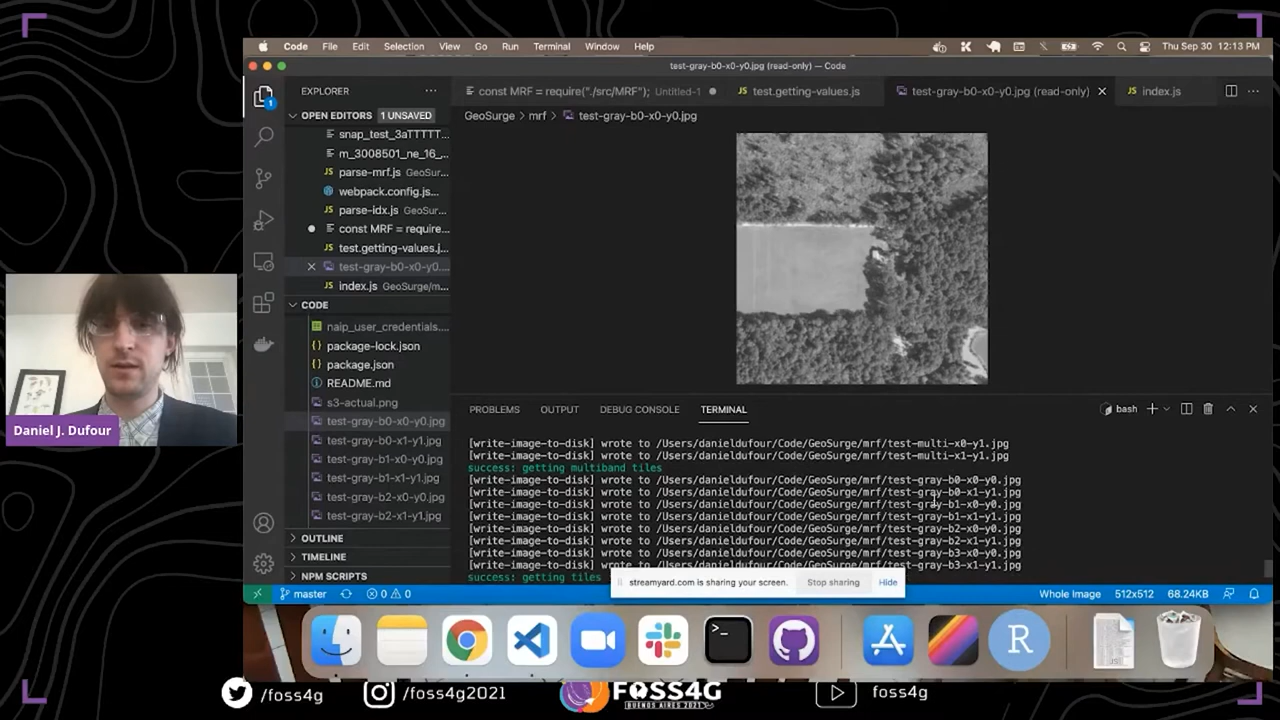 Code File Edit Selection View Go Run Terminal Window Help Thu Sep 30 12:13 PM
test-gray-b0-x0-y0.jpg (read-only) — Code
EXPLORER
const MRF = require("./src/MRF"); Untitled-1
test.getting-values.js
test-gray-b0-x0-y0.jpg (read-only)
index.js
OPEN EDITORS 1 UNSAVED
GeoSurge > mrf > test-gray-b0-x0-y0.jpg
snap_test_3aTTTTT...
m_3008501_ne_16_...
parse-mrf.js GeoSur...
webpack.config.js...
parse-idx.js GeoSur...
const MRF = require...
test.getting-values.j...
test-gray-b0-x0-y0....
index.js GeoSurge/m...
CODE
naip_user_credentials....
package-lock.json
package.json
README.md
s3-actual.png
test-gray-b0-x0-y0.jpg
test-gray-b0-x1-y1.jpg
test-gray-b1-x0-y0.jpg
test-gray-b1-x1-y1.jpg
test-gray-b2-x0-y0.jpg
test-gray-b2-x1-y1.jpg
OUTLINE
TIMELINE
NPM SCRIPTS
PROBLEMS OUTPUT DEBUG CONSOLE TERMINAL bash
[write-image-to-disk] wrote to /Users/danieldufour/Code/GeoSurge/mrf/test-multi-x0-y1.jpg
[write-image-to-disk] wrote to /Users/danieldufour/Code/GeoSurge/mrf/test-multi-x1-y1.jpg
success: getting multiband tiles
[write-image-to-disk] wrote to /Users/danieldufour/Code/GeoSurge/mrf/test-gray-b0-x0-y0.jpg
[write-image-to-disk] wrote to /Users/danieldufour/Code/GeoSurge/mrf/test-gray-b0-x1-y1.jpg
[write-image-to-disk] wrote to /Users/danieldufour/Code/GeoSurge/mrf/test-gray-b1-x0-y0.jpg
[write-image-to-disk] wrote to /Users/danieldufour/Code/GeoSurge/mrf/test-gray-b1-x1-y1.jpg
[write-image-to-disk] wrote to /Users/danieldufour/Code/GeoSurge/mrf/test-gray-b2-x0-y0.jpg
[write-image-to-disk] wrote to /Users/danieldufour/Code/GeoSurge/mrf/test-gray-b2-x1-y1.jpg
[write-image-to-disk] wrote to /Users/danieldufour/Code/GeoSurge/mrf/test-gray-b3-x0-y0.jpg
[write-image-to-disk] wrote to /Users/danieldufour/Code/GeoSurge/mrf/test-gray-b3-x1-y1.jpg
success: getting tiles
streamyard.com is sharing your screen. Stop sharing Hide
master 0 0 Whole Image 512x512 68.24KB
Daniel J. Dufour
R
/foss4g /foss4g2021 FOSS4G foss4g
BUENOS AIRES 2021